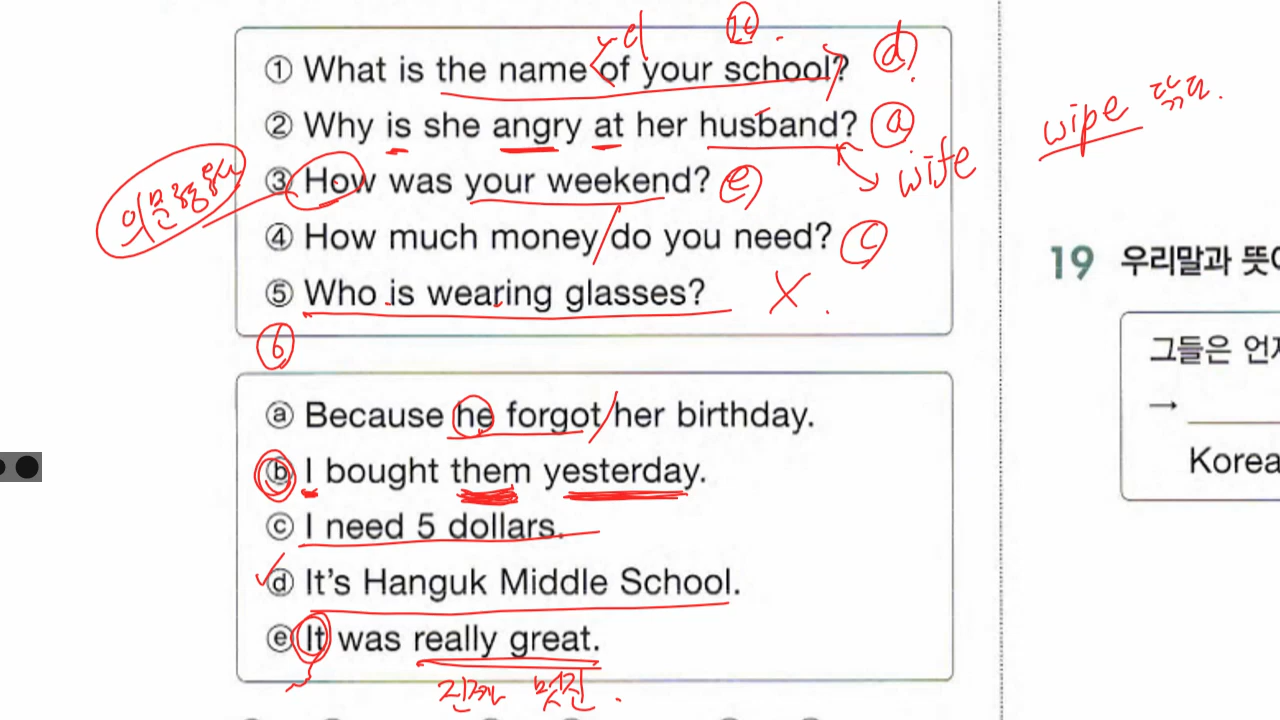 ① What is the name of your school? ⓓ
② Why is she angry at her husband? ⓐ
wife
wipe 닦다.
의문형용사
③ How was your weekend? ⓔ
④ How much money do you need? ⓒ
⑤ Who is wearing glasses? X
⑥
ⓐ Because he forgot her birthday.
ⓑ I bought them yesterday.
ⓒ I need 5 dollars.
ⓓ It's Hanguk Middle School.
ⓔ It was really great.
진짜 멋진.
19 우리말과 뜻이
그들은 언제
→
Korea